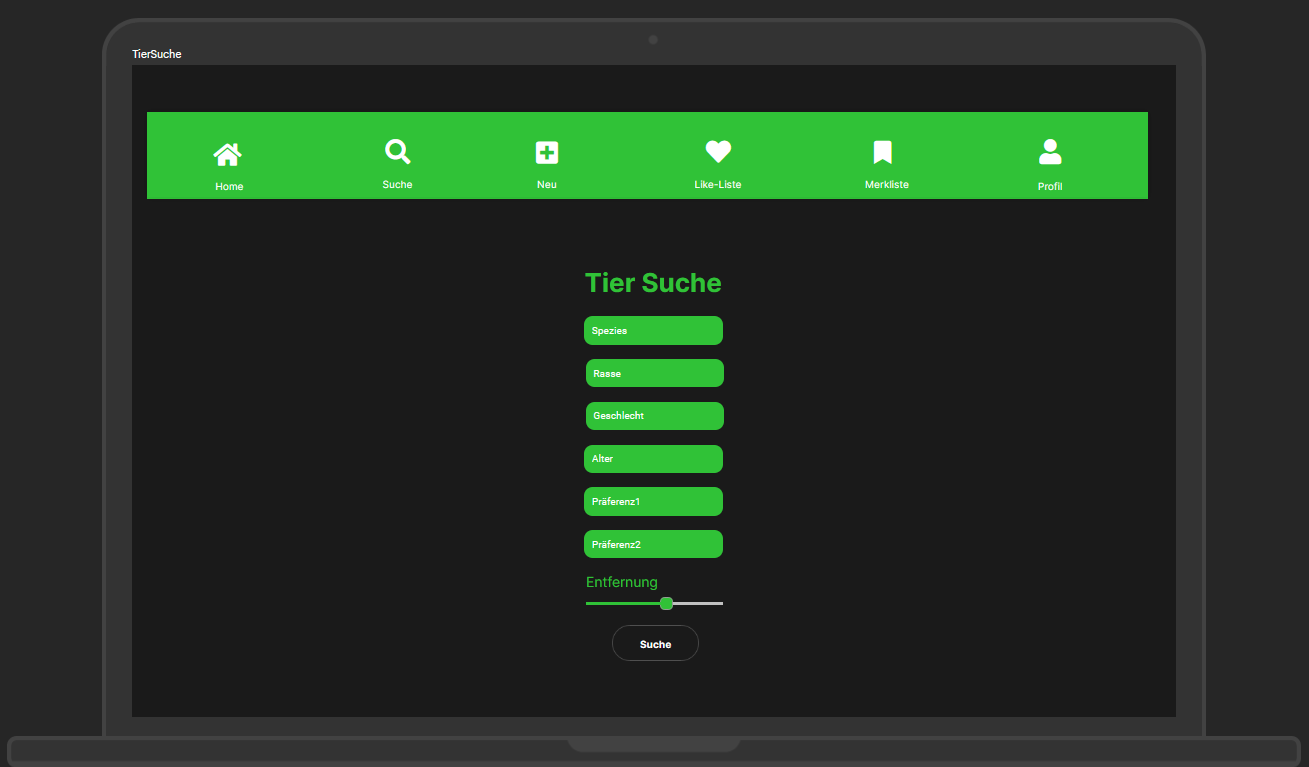 TierSuche
Home Suche Neu Like-Liste Merkliste Profil
Tier Suche
Spezies
Rasse
Geschlecht
Alter
Präferenz1
Präferenz2
Entfernung
Suche